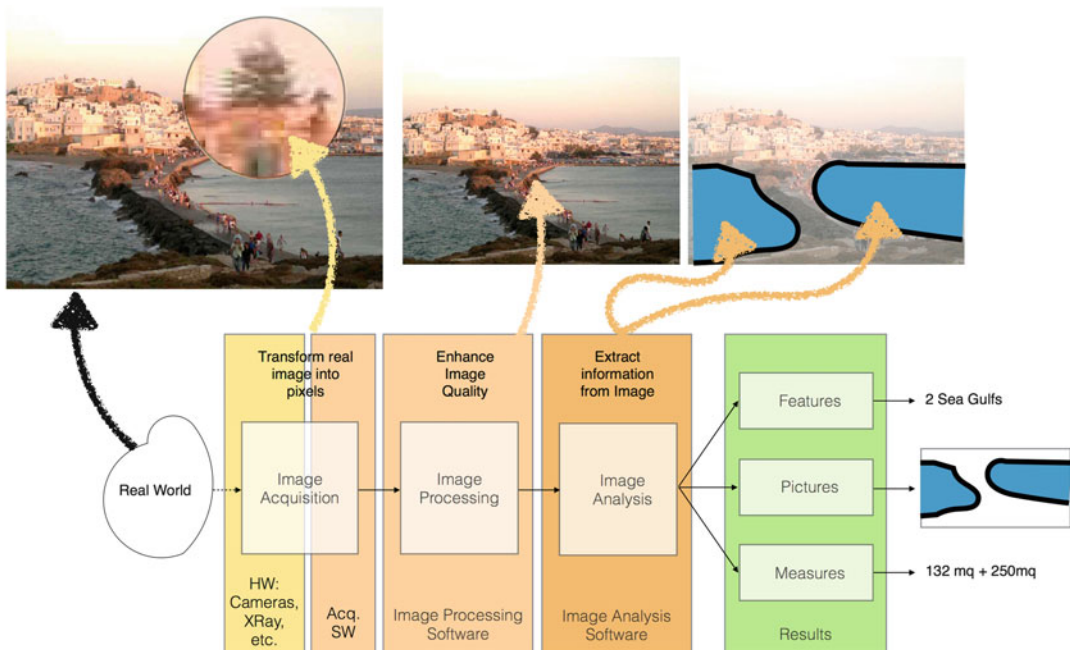 Transform real
image into
pixels
Enhance
Image
Quality
Extract
information
from Image
Real World
Image
Acquisition
Image
Processing
Image
Analysis
Features
Pictures
Measures
2 Sea Gulfs
132 mq + 250mq
HW:
Cameras,
XRay,
etc.
Acq.
SW
Image Processing
Software
Image Analysis
Software
Results